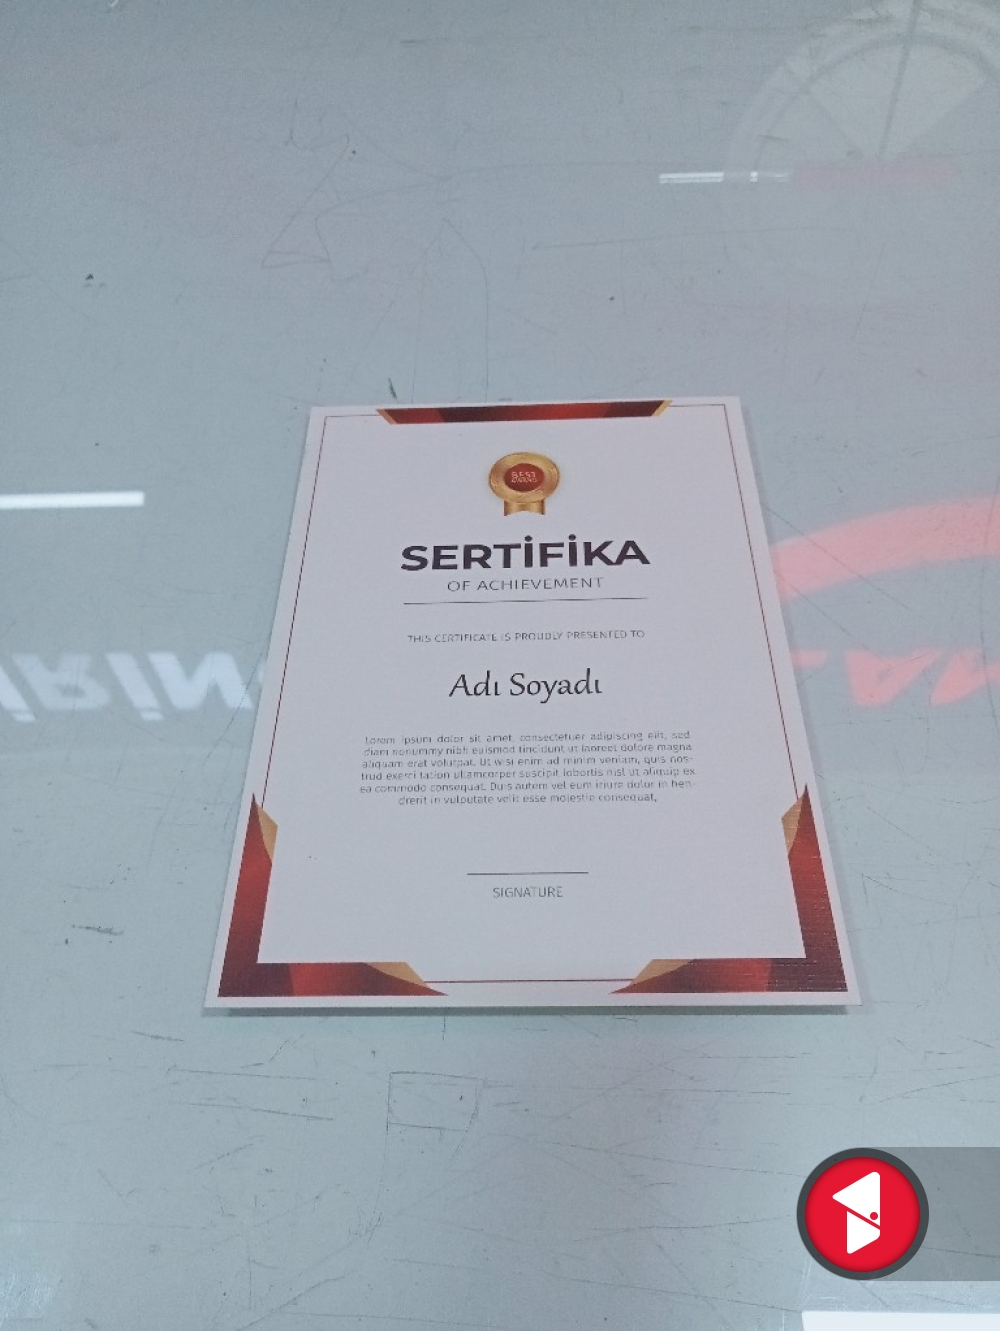 BEST
AWARD
SERTİFİKA
OF ACHIEVEMENT
THIS CERTIFICATE IS PROUDLY PRESENTED TO
Adı Soyadı
Lorem ipsum dolor sit amet, consectetuer adipiscing elit, sed
diam nonummy nibh euismod tincidunt ut laoreet dolore magna
aliquam erat volutpat. Ut wisi enim ad minim veniam, quis nos-
trud exerci tation ullamcorper suscipit lobortis nisl ut aliquip ex
ea commodo consequat. Duis autem vel eum iriure dolor in hen-
drerit in vulputate velit esse molestie consequat,
SIGNATURE